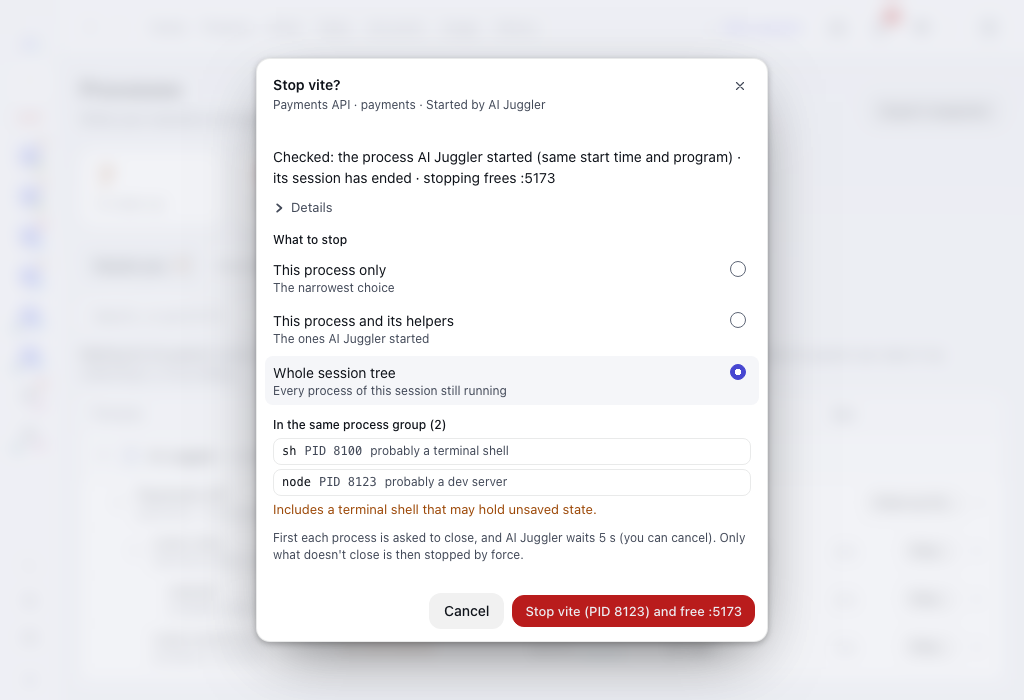 Stop vite?
Payments API · payments · Started by AI Juggler
Checked: the process AI Juggler started (same start time and program) ·
its session has ended · stopping frees :5173
Details
What to stop
This process only
The narrowest choice
This process and its helpers
The ones AI Juggler started
Whole session tree
Every process of this session still running
In the same process group (2)
sh PID 8100 probably a terminal shell
node PID 8123 probably a dev server
Includes a terminal shell that may hold unsaved state.
First each process is asked to close, and AI Juggler waits 5 s (you can cancel). Only
what doesn't close is then stopped by force.
Cancel
Stop vite (PID 8123) and free :5173